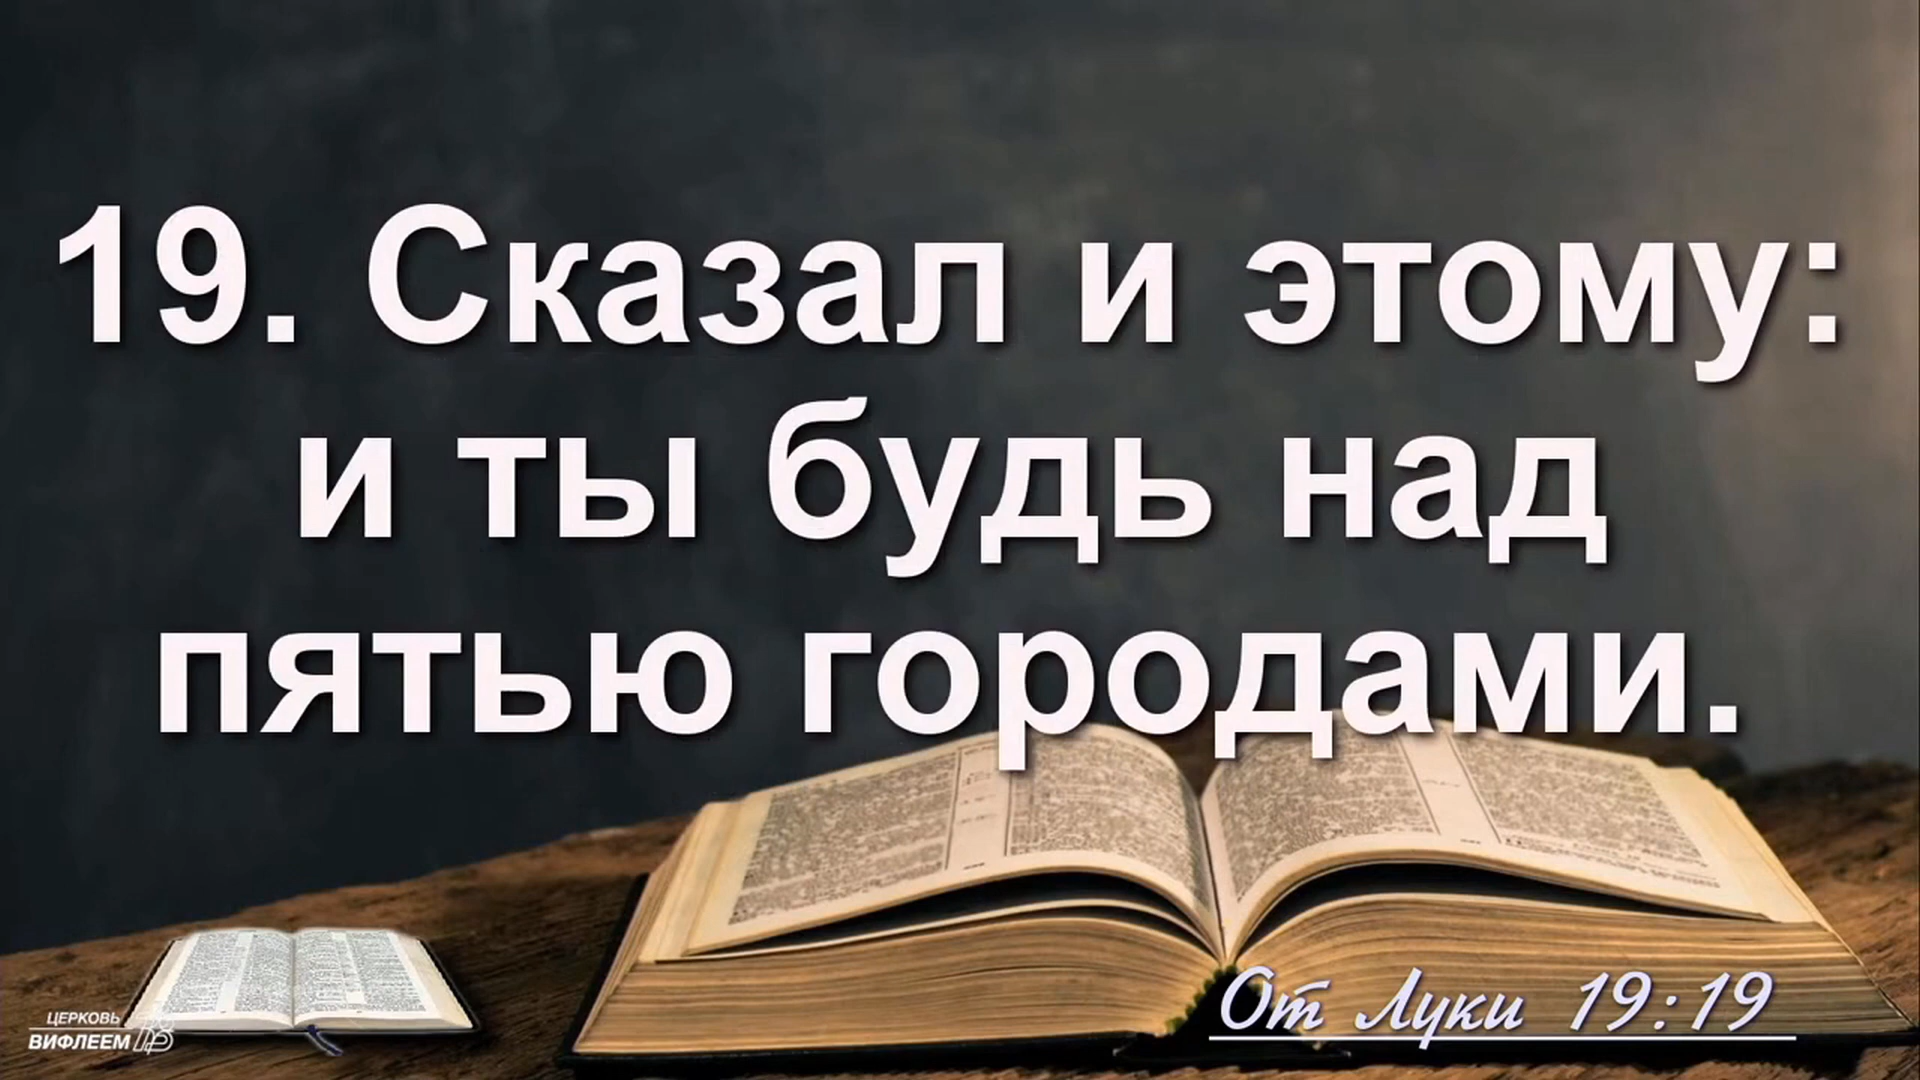 19. Сказал и этому:
и ты будь над
пятью городами.
От Луки 19:19
ЦЕРКОВЬ
ВИФЛЕЕМ